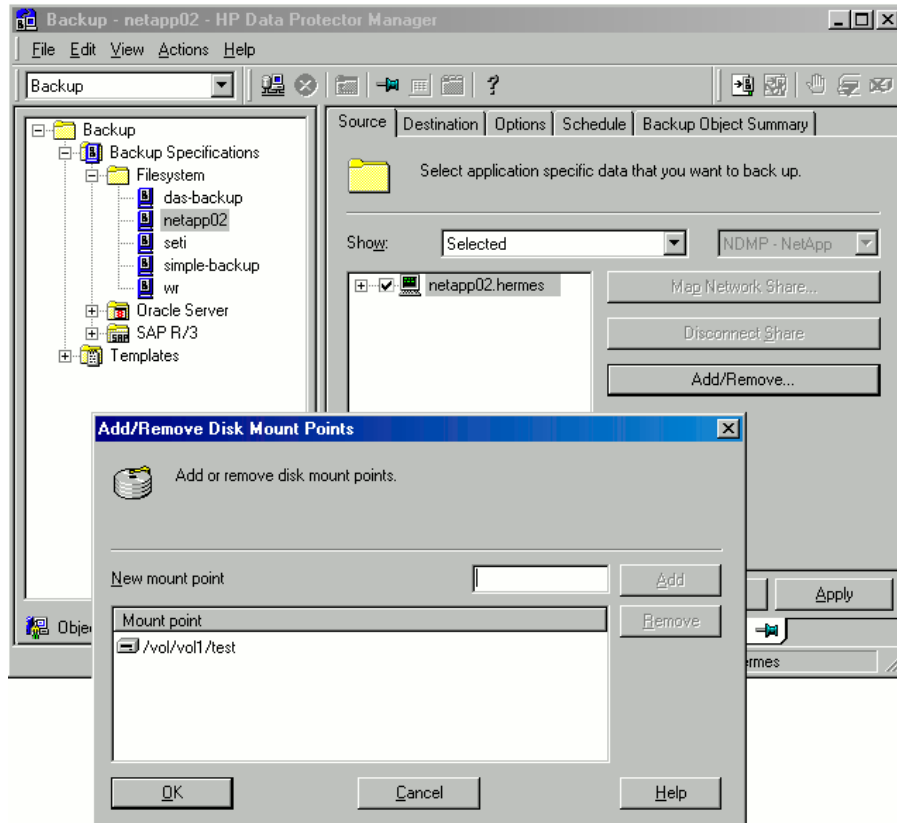 Backup - netapp02 - HP Data Protector Manager
File Edit View Actions Help
Backup
Backup
Backup Specifications
Filesystem
das-backup
netapp02
seti
simple-backup
wr
Oracle Server
SAP R/3
Templates
Source Destination Options Schedule Backup Object Summary
Select application specific data that you want to back up.
Show: Selected NDMP - NetApp
netapp02.hermes
Map Network Share...
Disconnect Share
Add/Remove...
Apply
Add/Remove Disk Mount Points
Add or remove disk mount points.
New mount point Add
Mount point Remove
/vol/vol1/test
OK Cancel Help